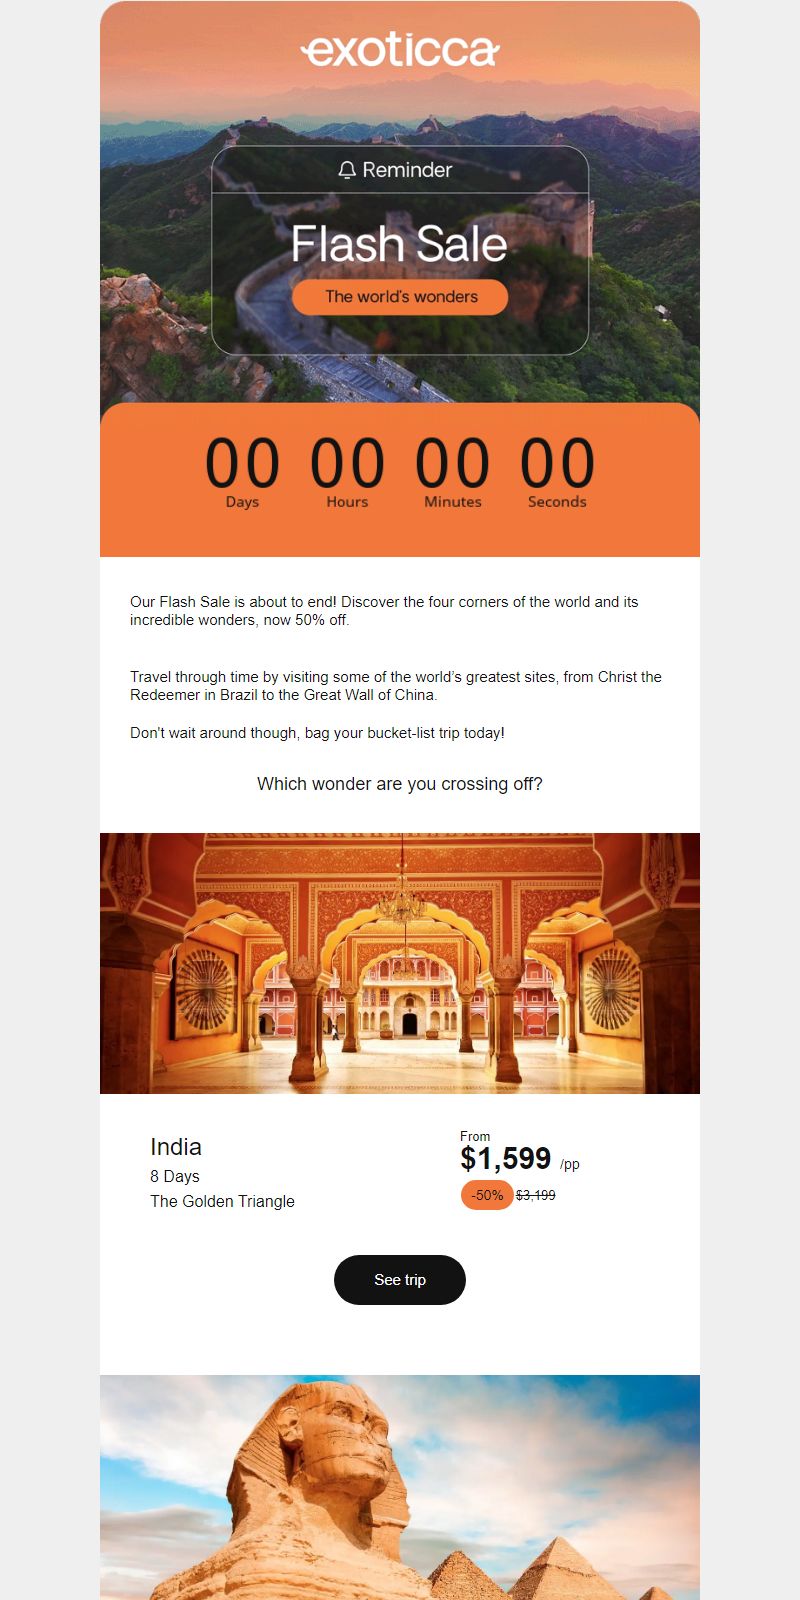 exoticca
Reminder
Flash Sale
The world's wonders
00 00 00 00
Days Hours Minutes Seconds
Our Flash Sale is about to end! Discover the four corners of the world and its
incredible wonders, now 50% off.
Travel through time by visiting some of the world’s greatest sites, from Christ the
Redeemer in Brazil to the Great Wall of China.
Don't wait around though, bag your bucket-list trip today!
Which wonder are you crossing off?
India
8 Days
The Golden Triangle
From
$1,599 /pp
-50% $3,199
See trip